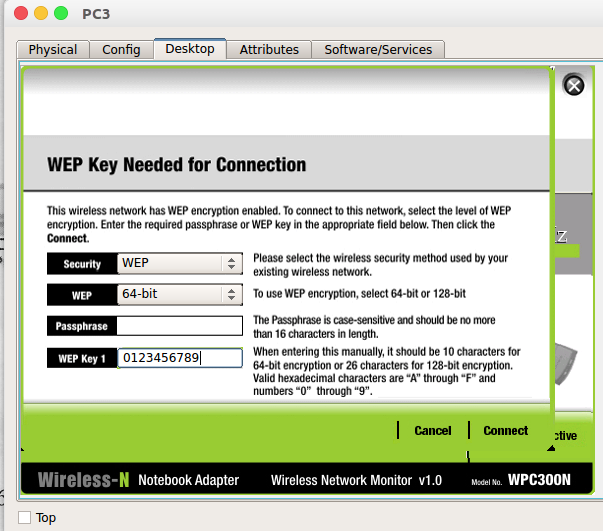 PC3
Physical Config Desktop Attributes Software/Services
WEP Key Needed for Connection
This wireless network has WEP encryption enabled. To connect to this network, select the level of WEP
encryption. Enter the required passphrase or WEP key in the appropriate field below. Then click the
Connect.
Security WEP Please select the wireless security method used by your
existing wireless network.
WEP 64-bit To use WEP encryption, select 64-bit or 128-bit
Passphrase The Passphrase is case-sensitive and should be no more
than 16 characters in length.
WEP Key 1 0123456789 When entering this manually, it should be 10 characters for
64-bit encryption or 26 characters for 128-bit encryption.
Valid hexadecimal characters are “A” through “F” and
numbers “0” through “9”.
Cancel Connect ctive
Wireless-N Notebook Adapter Wireless Network Monitor v1.0 Model No. WPC300N
Top